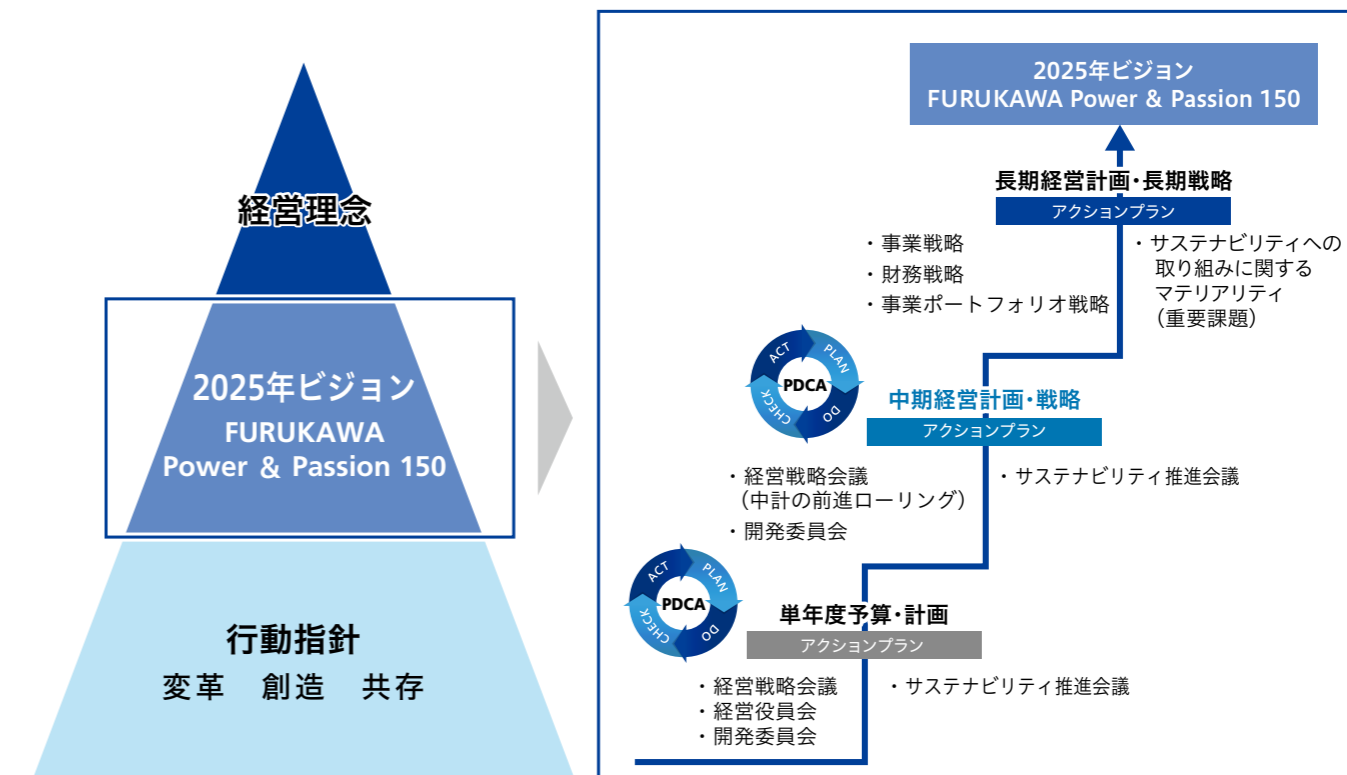 経営理念
2025年ビジョン
FURUKAWA
Power & Passion 150
行動指針
変革 創造 共存
2025年ビジョン
FURUKAWA Power & Passion 150
長期経営計画・長期戦略
アクションプラン
・事業戦略
・財務戦略
・事業ポートフォリオ戦略
・サステナビリティへの
取り組みに関する
マテリアリティ
（重要課題）
ACT
PLAN
PDCA
CHECK
DO
中期経営計画・戦略
アクションプラン
・経営戦略会議
（中計の前進ローリング）
・開発委員会
・サステナビリティ推進会議
ACT
PLAN
PDCA
CHECK
DO
単年度予算・計画
アクションプラン
・経営戦略会議
・経営役員会
・開発委員会
・サステナビリティ推進会議